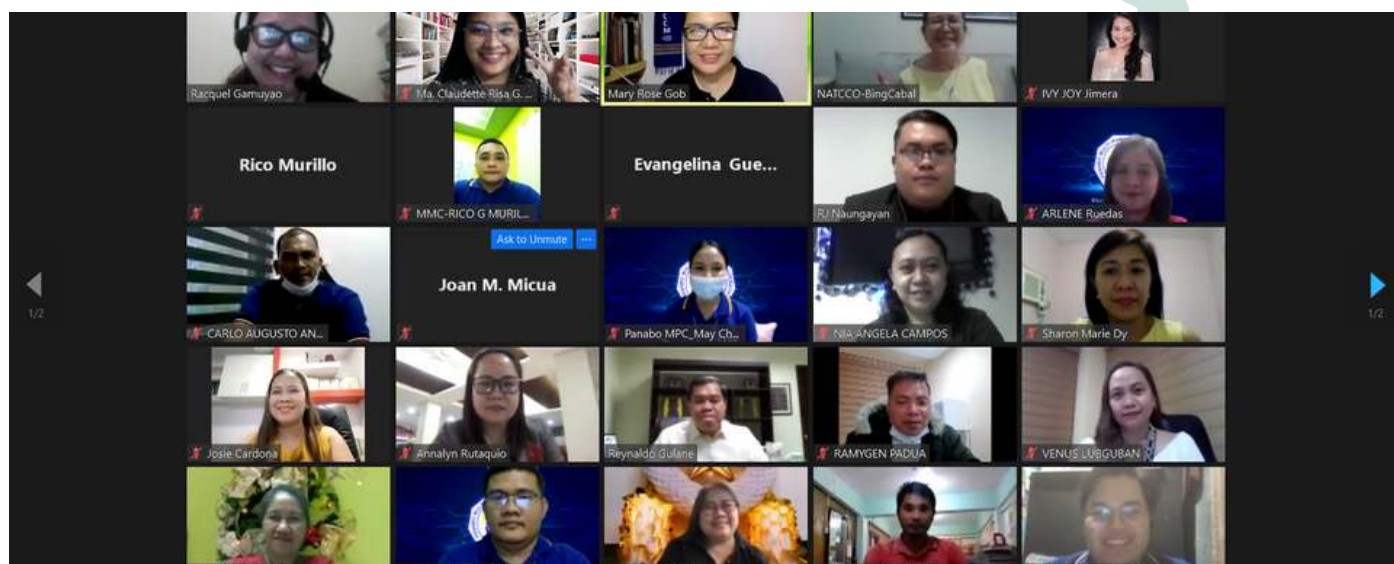 Racquel Gamuyao
Ma. Claudette Risa G. ...
Mary Rose Gob
NATCCO-BingCabal
IVY JOY Jimera
Rico Murillo
MMC-RICO G MURIL...
Evangelina Gue...
RJ Naungayan
ARLENE Ruedas
CARLO AUGUSTO AN...
Ask to Unmute ...
Joan M. Micua
Panabo MPC_May Ch...
NIA ANGELA CAMPOS
Sharon Marie Dy
1/2
1/2
Josie Cardona
Annalyn Rutaquio
Reynaldo Gulane
RAMYGEN PADUA
VENUS LUBGUBAN